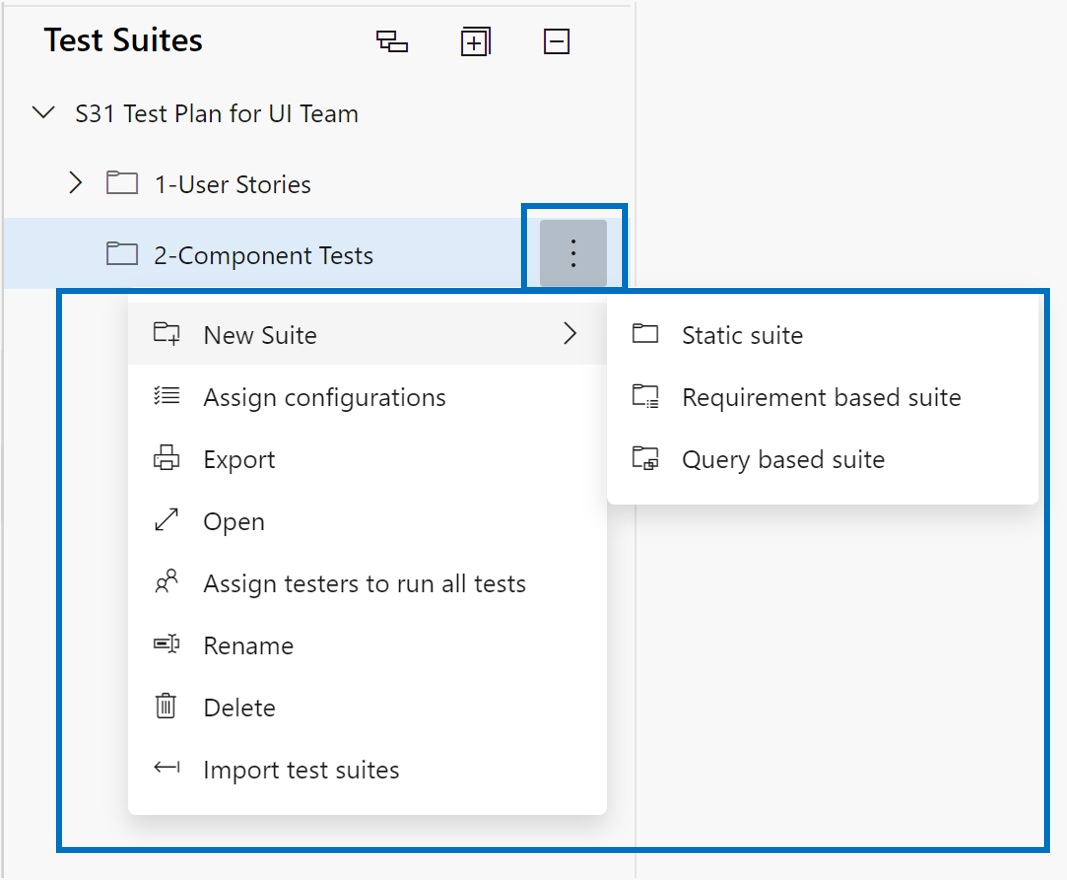 Test Suites
S31 Test Plan for UI Team
1-User Stories
2-Component Tests
New Suite
Assign configurations
Export
Open
Assign testers to run all tests
Rename
Delete
Import test suites
Static suite
Requirement based suite
Query based suite